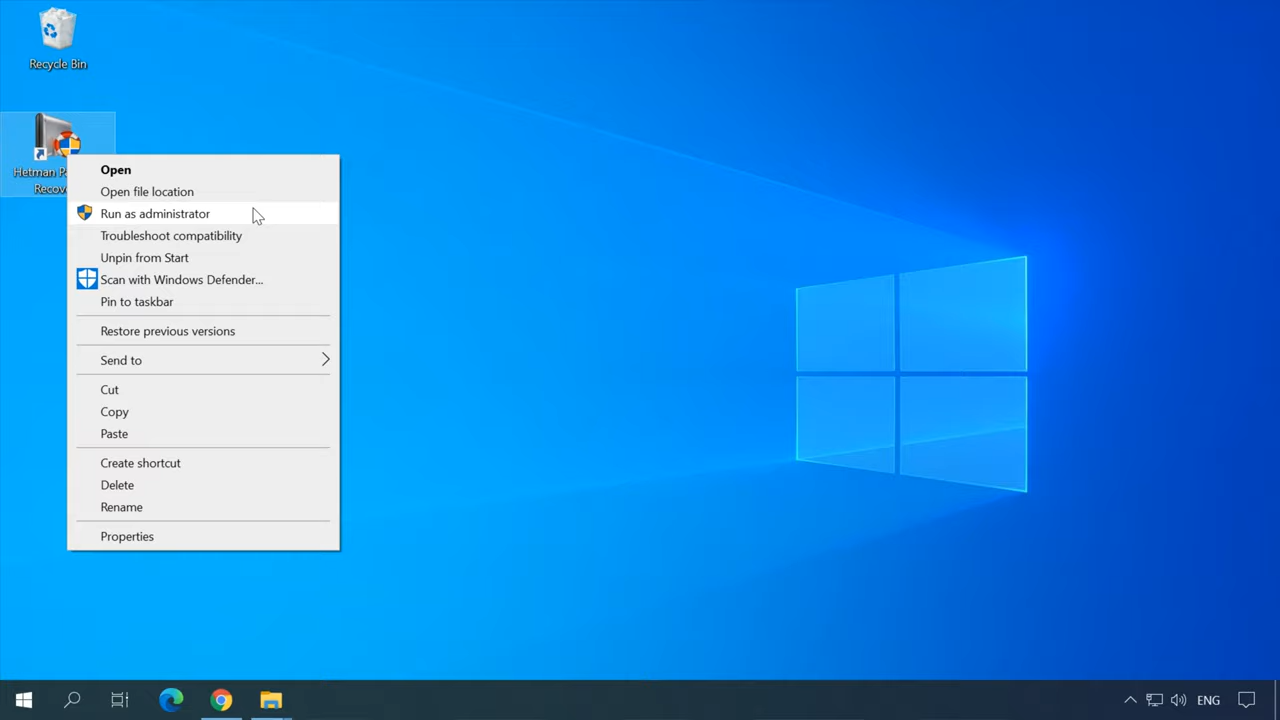 Recycle Bin
Hetman P
Recov
Open
Open file location
Run as administrator
Troubleshoot compatibility
Unpin from Start
Scan with Windows Defender...
Pin to taskbar
Restore previous versions
Send to
Cut
Copy
Paste
Create shortcut
Delete
Rename
Properties
ENG